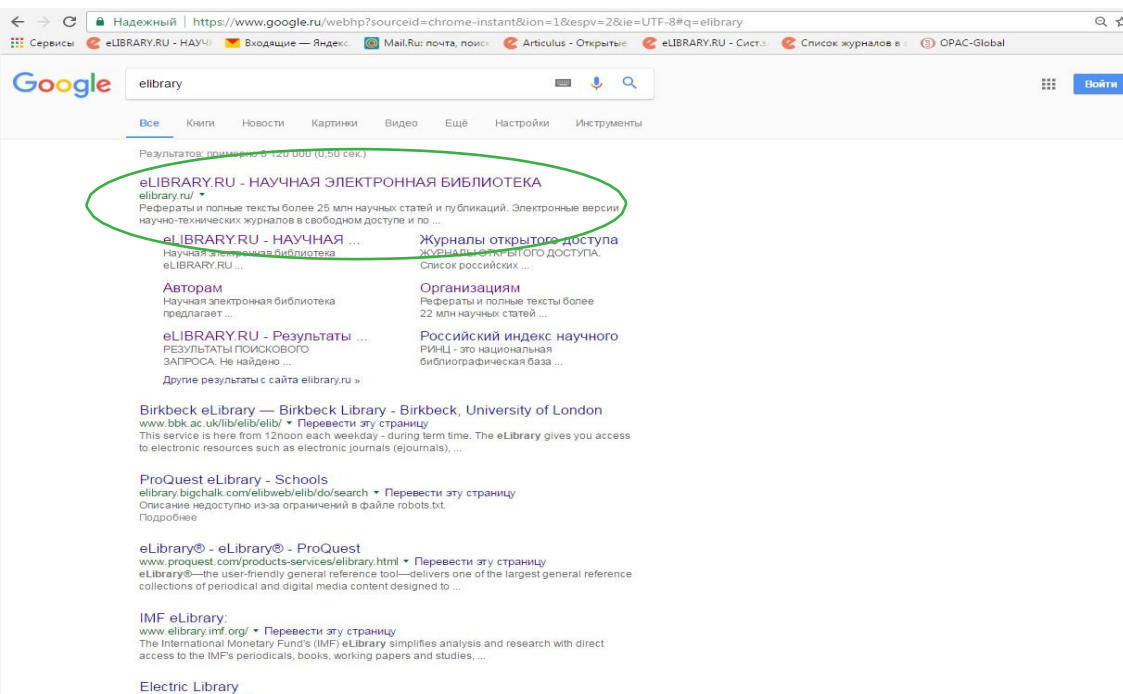 Надежный | https://www.google.ru/webhp?sourceid=chrome-instant&ion=1&espv=2&ie=UTF-8#q=elibrary
Сервисы eLIBRARY.RU - НАУЧ Входящие — Яндекс. Mail.Ru: почта, поиск Articulus - Открытые eLIBRARY.RU - Сист. Список журналов в OPAC-Global
Google elibrary Войти
Все Книги Новости Картинки Видео Ещё Настройки Инструменты
Результатов: примерно 8 120 000 (0,50 сек.)
eLIBRARY.RU - НАУЧНАЯ ЭЛЕКТРОННАЯ БИБЛИОТЕКА
elibrary.ru/
Рефераты и полные тексты более 25 млн научных статей и публикаций. Электронные версии
научно-технических журналов в свободном доступе и по ...
eLIBRARY.RU - НАУЧНАЯ ...
Научная электронная библиотека
eLIBRARY.RU ...
Журналы открытого доступа
ЖУРНАЛЫ ОТКРЫТОГО ДОСТУПА.
Список российских ...
Авторам
Научная электронная библиотека
предлагает ...
Организациям
Рефераты и полные тексты более
22 млн научных статей ...
eLIBRARY.RU - Результаты ...
РЕЗУЛЬТАТЫ ПОИСКОВОГО
ЗАПРОСА. Не найдено ...
Российский индекс научного
РИНЦ - это национальная
библиографическая база ...
Другие результаты с сайта elibrary.ru »
Birkbeck eLibrary — Birkbeck Library - Birkbeck, University of London
www.bbk.ac.uk/lib/elib/elib/ Перевести эту страницу
This service is here from 12noon each weekday - during term time. The eLibrary gives you access
to electronic resources such as electronic journals (ejournals), ...
ProQuest eLibrary - Schools
elibrary.bigchalk.com/elibweb/elib/do/search Перевести эту страницу
Описание недоступно из-за ограничений в файле robots.txt.
Подробнее
eLibrary® - eLibrary® - ProQuest
www.proquest.com/products-services/elibrary.html Перевести эту страницу
eLibrary®—the user-friendly general reference tool—delivers one of the largest general reference
collections of periodical and digital media content designed to ...
IMF eLibrary:
www.elibrary.imf.org/ Перевести эту страницу
The International Monetary Fund's (IMF) eLibrary simplifies analysis and research with direct
access to the IMF's periodicals, books, working papers and studies, ...
Electric Library